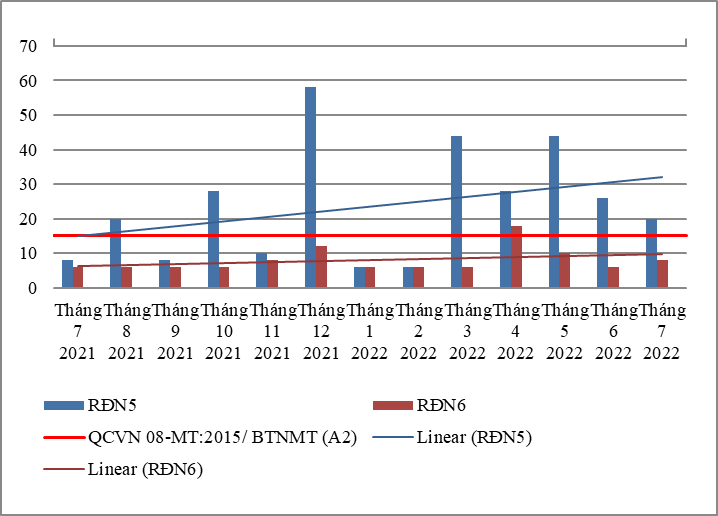 70
60
50
40
30
20
10
0
Tháng Tháng Tháng Tháng Tháng Tháng Tháng Tháng Tháng Tháng Tháng Tháng Tháng
7 8 9 10 11 12 1 2 3 4 5 6 7
2021 2021 2021 2021 2021 2021 2022 2022 2022 2022 2022 2022 2022
RĐN5 RĐN6
QCVN 08-MT:2015/ BTNMT (A2) Linear (RĐN5)
Linear (RĐN6)